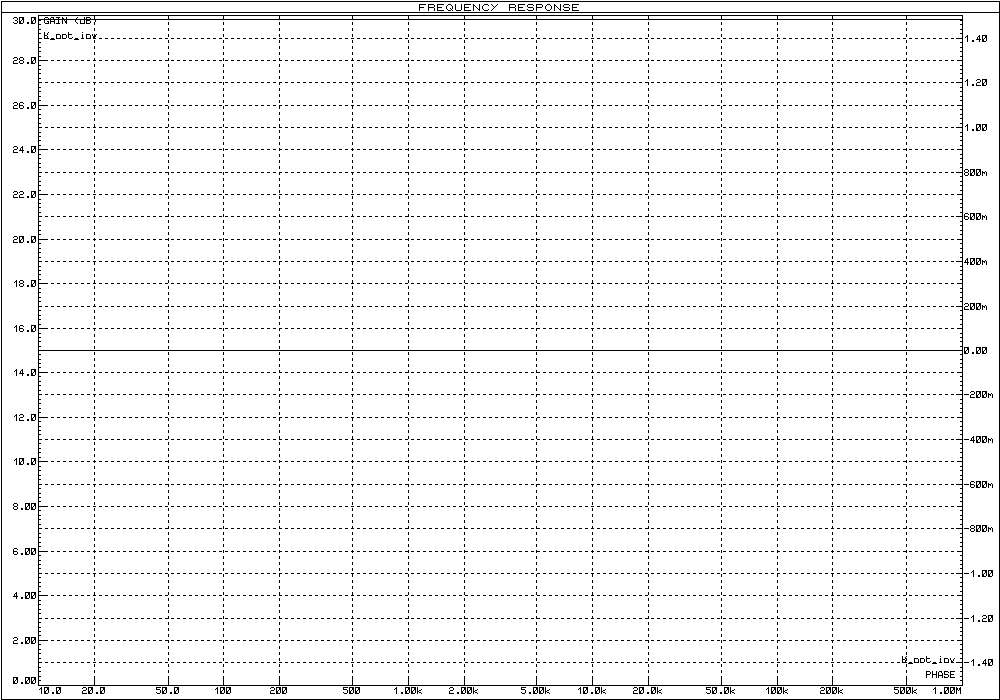 FREQUENCY RESPONSE
GAIN (dB)
K_not_inv
30.0
28.0
26.0
24.0
22.0
20.0
18.0
16.0
14.0
12.0
10.0
8.00
6.00
4.00
2.00
0.00
1.40
1.20
1.00
800m
600m
400m
200m
0.00
-200m
-400m
-600m
-800m
-1.00
-1.20
-1.40
K_not_inv
PHASE
10.0 20.0 50.0 100 200 500 1.00k 2.00k 5.00k 10.0k 20.0k 50.0k 100k 200k 500k 1.00M